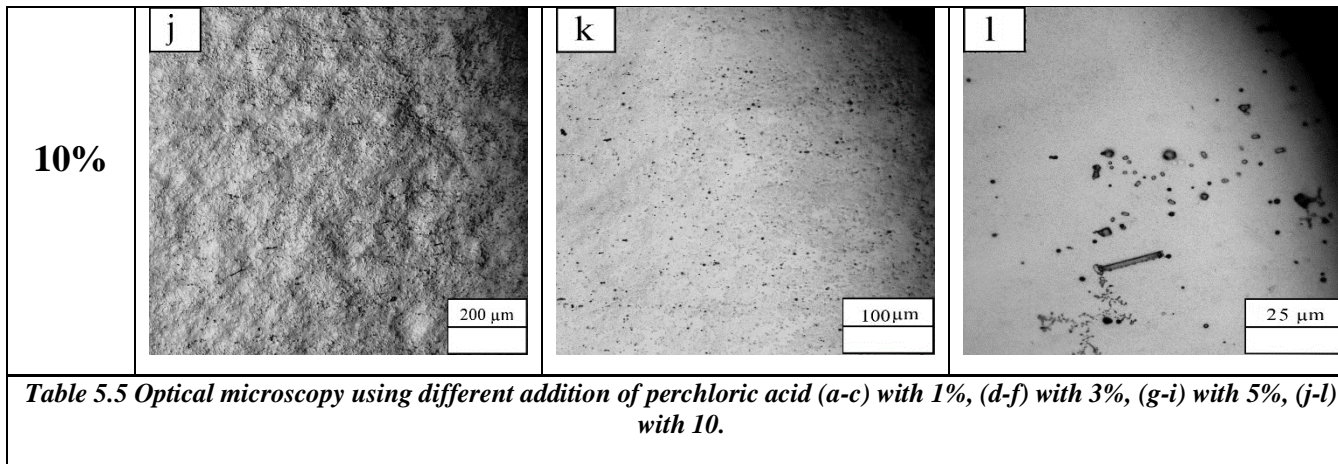 j
k
l
10%
200 µm
100µm
25 µm
Table 5.5 Optical microscopy using different addition of perchloric acid (a-c) with 1%, (d-f) with 3%, (g-i) with 5%, (j-l)
with 10.